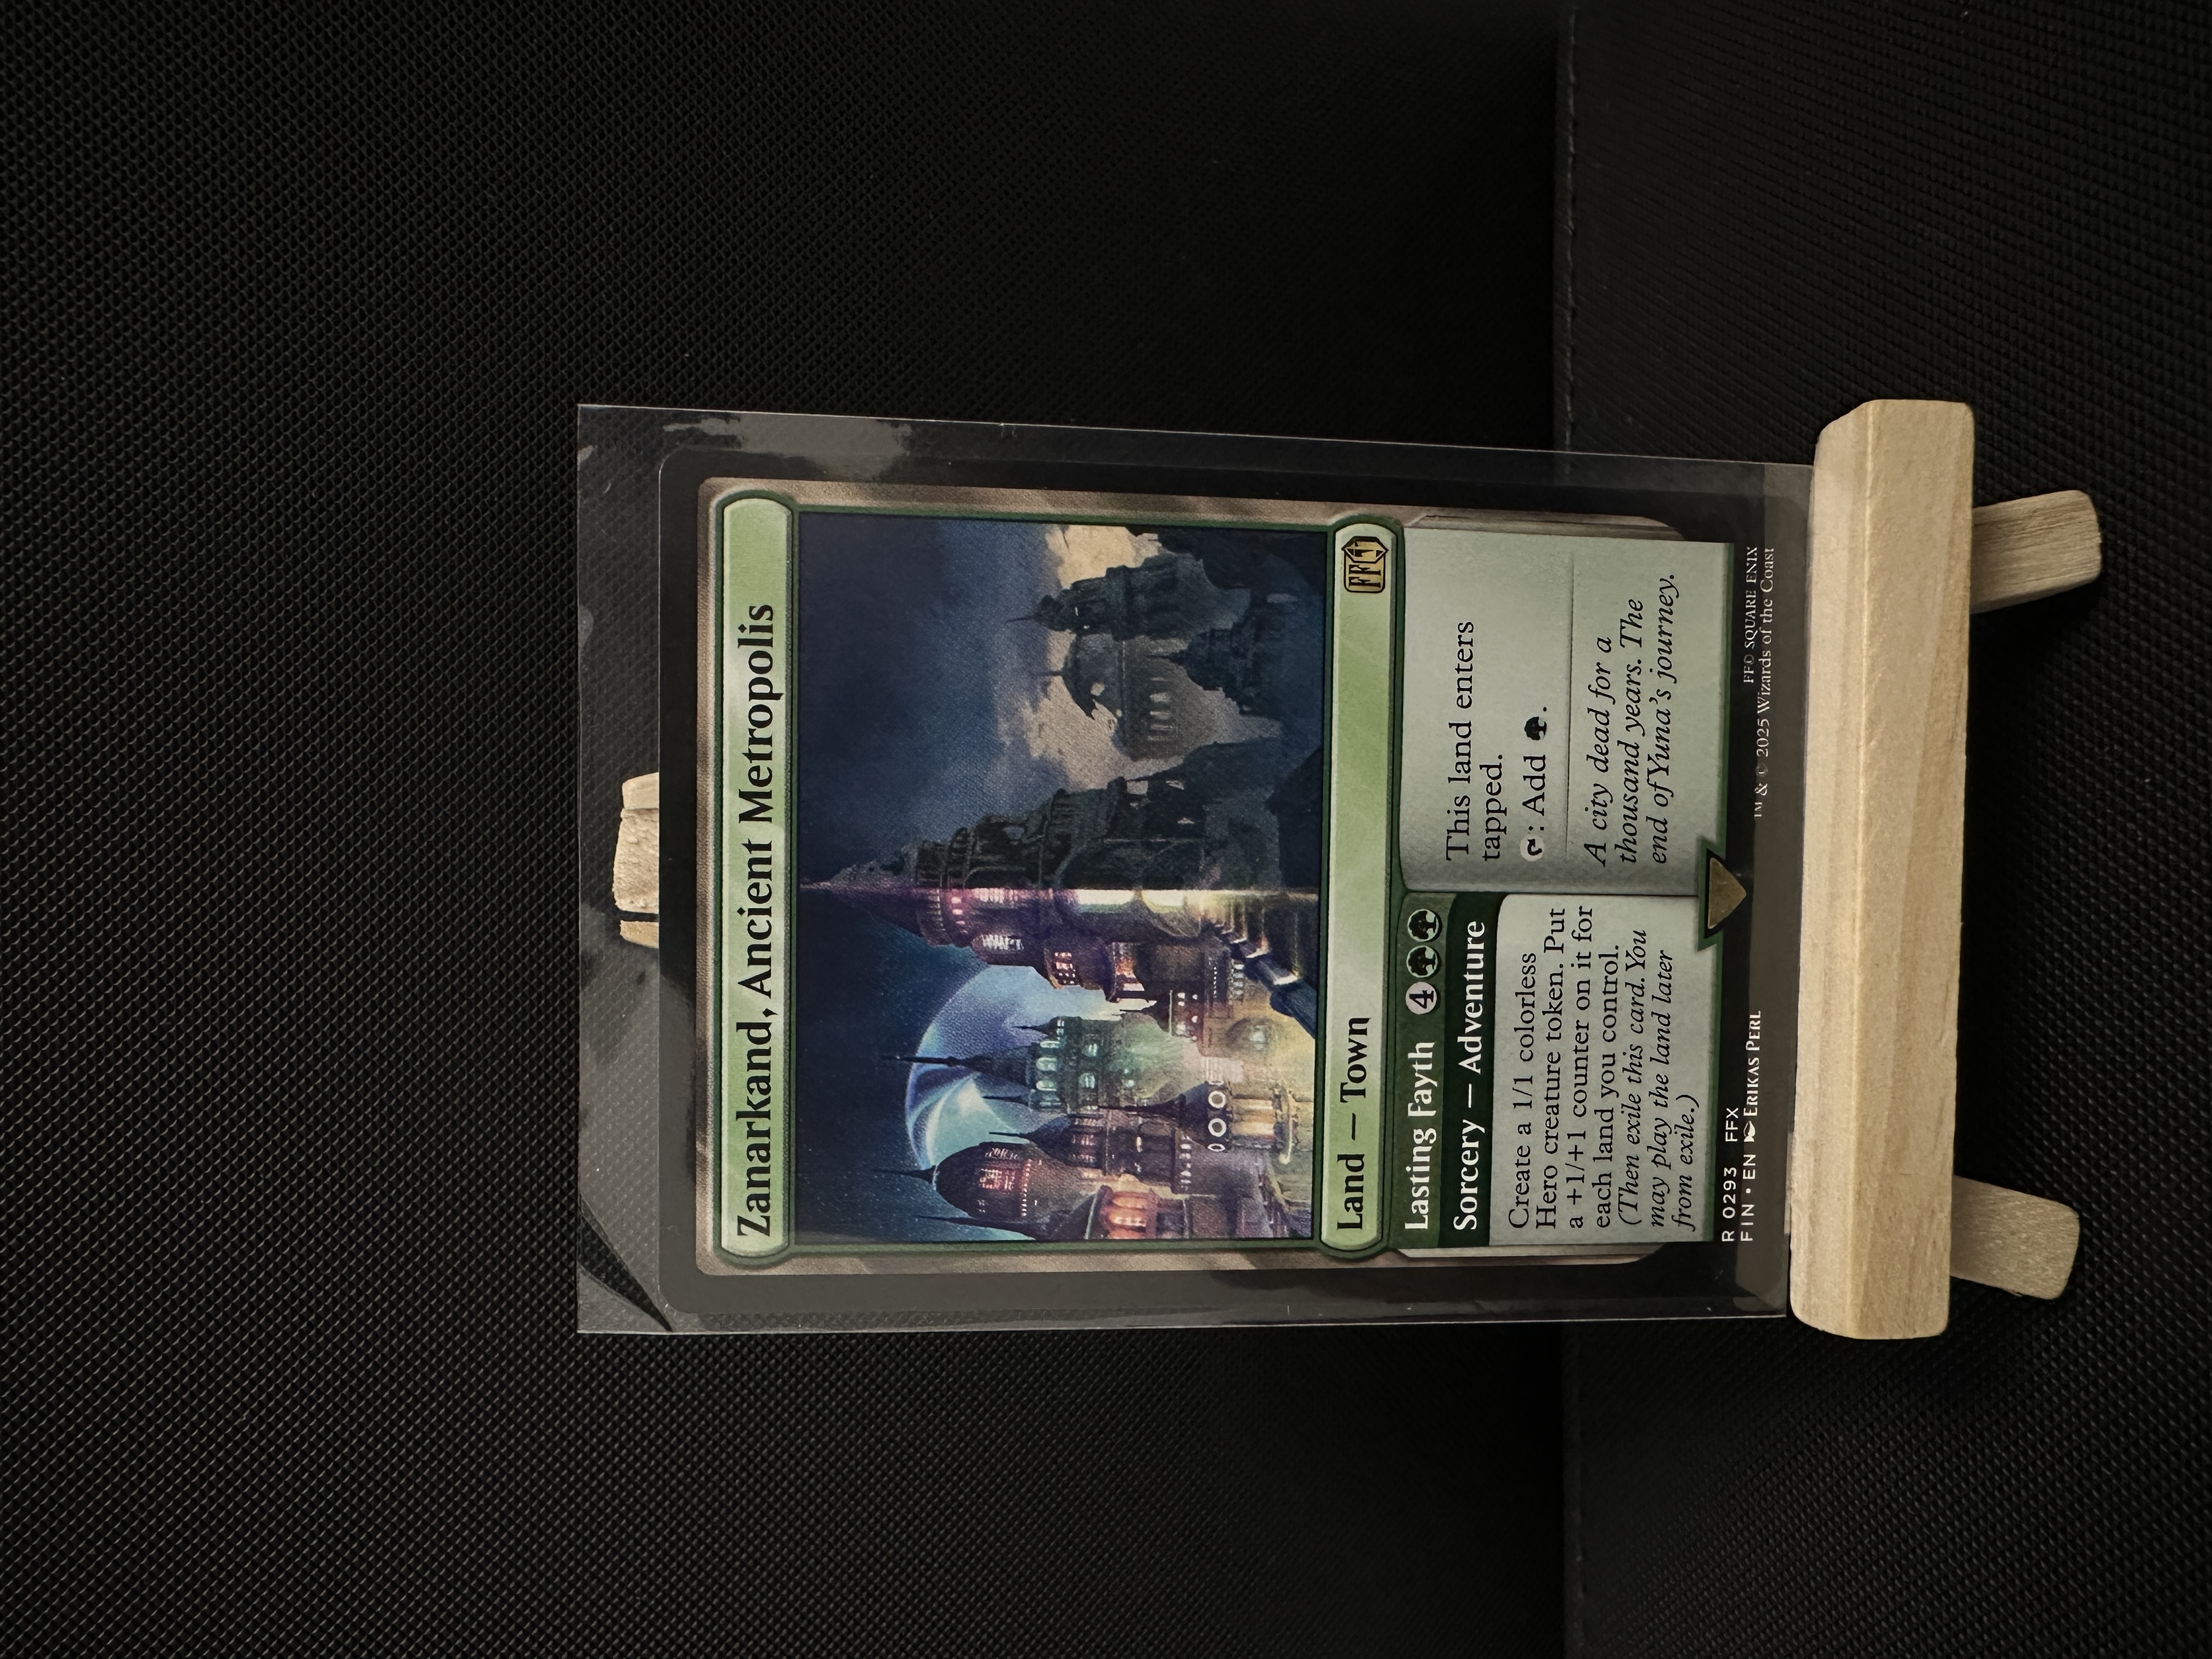 Zanarkand, Ancient Metropolis
Land — Town
FF
Lasting Fayth 4
Sorcery — Adventure
Create a 1/1 colorless
Hero creature token. Put
a +1/+1 counter on it for
each land you control.
(Then exile this card. You
may play the land later
from exile.)
This land enters
tapped.
: Add .
A city dead for a
thousand years. The
end of Yuna's journey.
R 0293 FFX
FIN • EN ERIKAS PERL
FF© SQUARE ENIX
™ & © 2025 Wizards of the Coast